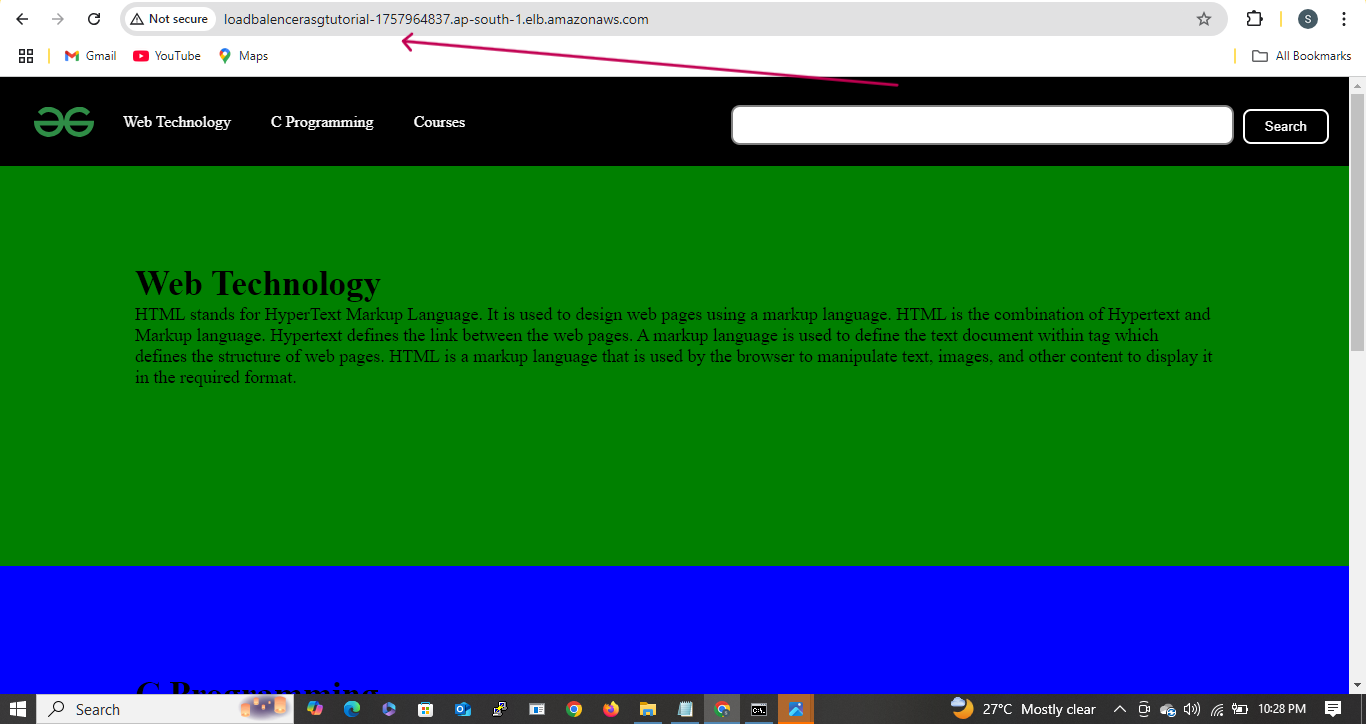 Not secure loadbalencerasgtutorial-1757964837.ap-south-1.elb.amazonaws.com S
Gmail YouTube Maps All Bookmarks
Web Technology C Programming Courses Search
Web Technology
HTML stands for HyperText Markup Language. It is used to design web pages using a markup language. HTML is the combination of Hypertext and
Markup language. Hypertext defines the link between the web pages. A markup language is used to define the text document within tag which
defines the structure of web pages. HTML is a markup language that is used by the browser to manipulate text, images, and other content to display it
in the required format.
C Programming
Search 27°C Mostly clear 10:28 PM